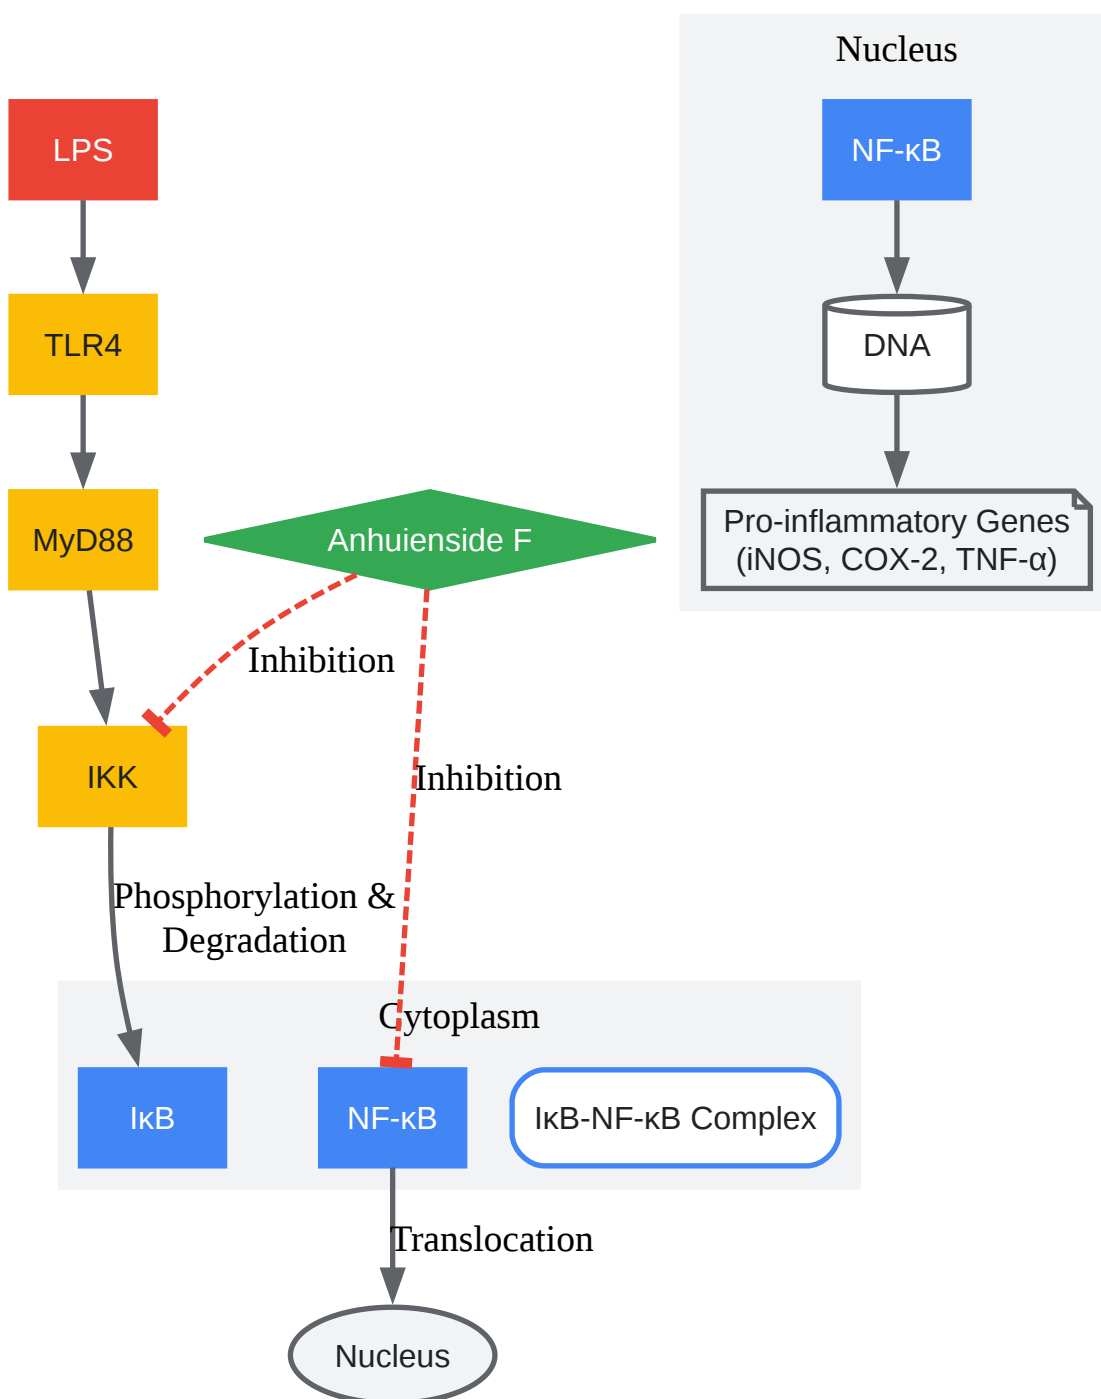 Nucleus
LPS
NF-κB
TLR4
DNA
MyD88
Anhuienside F
Pro-inflammatory Genes
(iNOS, COX-2, TNF-α)
Inhibition
IKK
Inhibition
Phosphorylation &
Degradation
Cytoplasm
IκB
NF-κB
IκB-NF-κB Complex
Translocation
Nucleus